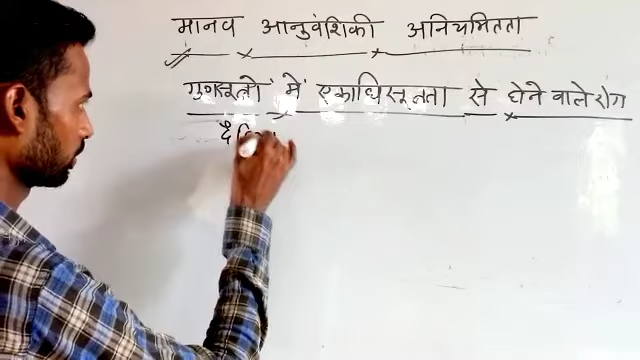 मानव आनुवंशिकी अनियमितता
गुणसूत्रों में एकाधिसूत्रता से होने वाले रोग